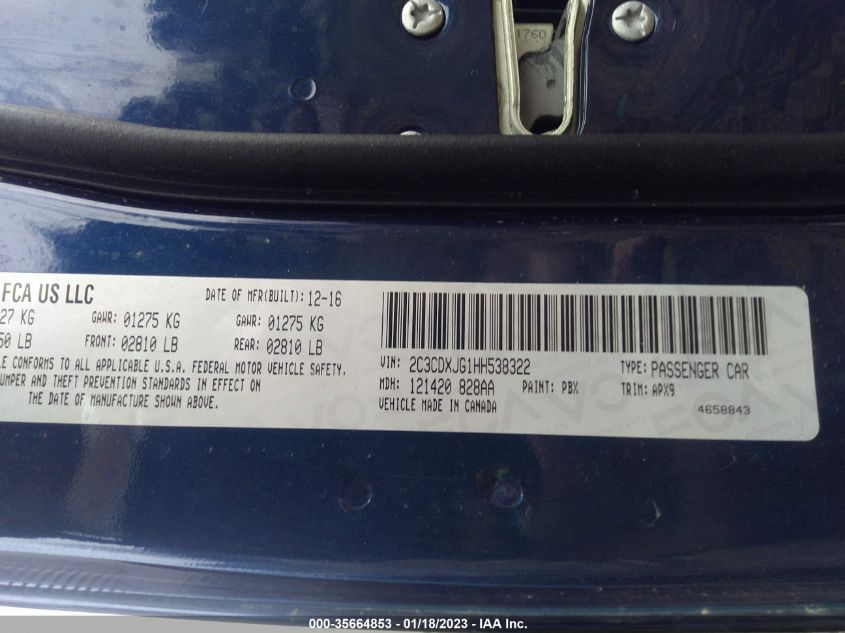 1760
FCA US LLC DATE OF MFR(BUILT): 12-16
27 KG GAWR: 01275 KG GAWR: 01275 KG
50 LB FRONT: 02810 LB REAR: 02810 LB
LE CONFORMS TO ALL APPLICABLE U.S.A. FEDERAL MOTOR VEHICLE SAFETY,
UMPER AND THEFT PREVENTION STANDARDS IN EFFECT ON
THE DATE OF MANUFACTURE SHOWN ABOVE.
VIN: 2C3CDXJG1HH538322 TYPE: PASSENGER CAR
MDH: 121420 828AA PAINT: PBX TRIM: APX9
VEHICLE MADE IN CANADA 4658843
000-35664853 - 01/18/2023 - IAA Inc.